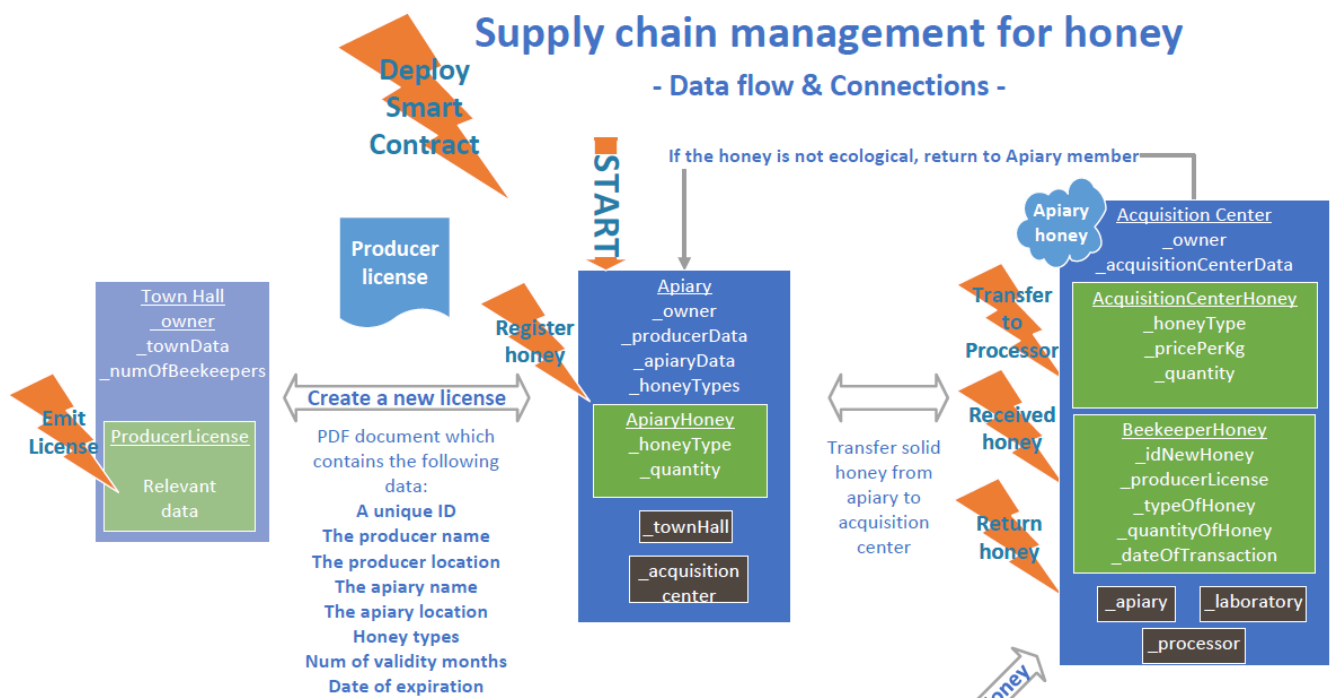 Supply chain management for honey
- Data flow & Connections -
Deploy
Smart
Contract
START
If the honey is not ecological, return to Apiary member
Producer
license
Town Hall
_owner
_townData
_numOfBeekeepers
Emit
License
ProducerLicense
Relevant
data
Create a new license
PDF document which
contains the following
data:
A unique ID
The producer name
The producer location
The apiary name
The apiary location
Honey types
Num of validity months
Date of expiration
Register
honey
Apiary
_owner
_producerData
_apiaryData
_honeyTypes
ApiaryHoney
_honeyType
_quantity
_townHall
_acquisition
center
Transfer solid
honey from
apiary to
acquisition
center
Apiary
honey
Acquisition Center
_owner
_acquisitionCenterData
Transfer
to
Processor
AcquisitionCenterHoney
_honeyType
_pricePerKg
_quantity
Received
honey
BeekeeperHoney
_idNewHoney
_producerLicense
_typeOfHoney
_quantityOfHoney
_dateOfTransaction
Return
honey
_apiary
_laboratory
_processor